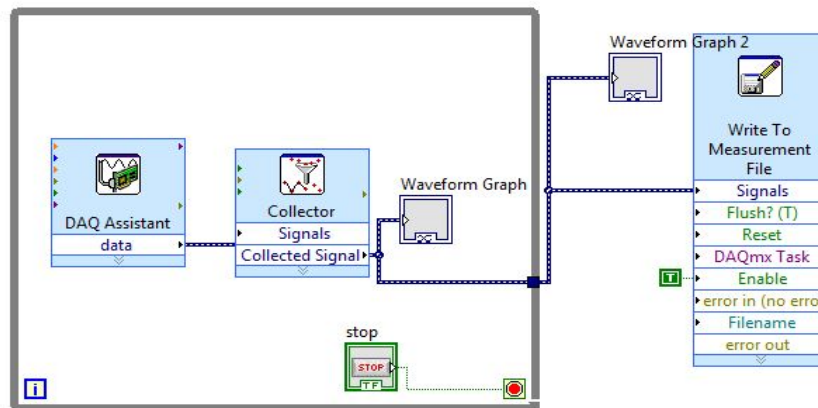 Waveform Graph 2
Write To
Measurement
File
Signals
Flush? (T)
Reset
DAQmx Task
Enable
error in (no erro
Filename
error out
T
DAQ Assistant
data
Collector
Signals
Collected Signal
Waveform Graph
stop
STOP
TF
i